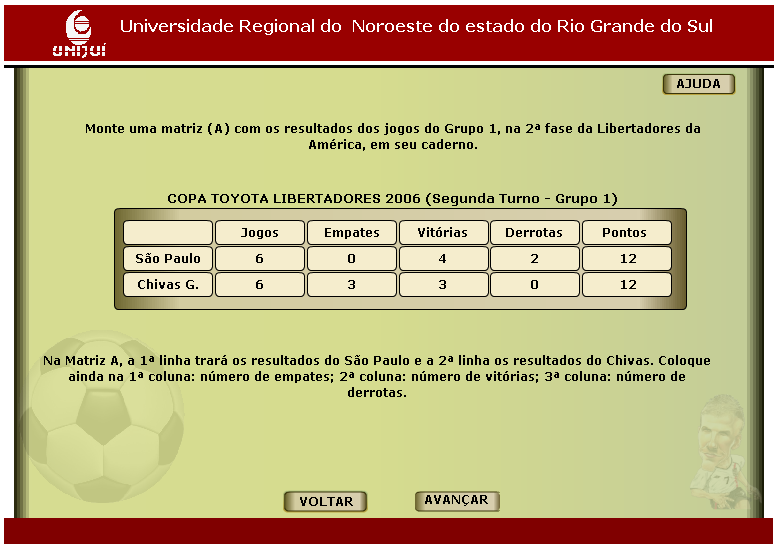 Universidade Regional do Noroeste do estado do Rio Grande do Sul
UNIJUÍ
AJUDA
Monte uma matriz (A) com os resultados dos jogos do Grupo 1, na 2ª fase da Libertadores da
América, em seu caderno.
COPA TOYOTA LIBERTADORES 2006 (Segunda Turno - Grupo 1)
Jogos Empates Vitórias Derrotas Pontos
São Paulo 6 0 4 2 12
Chivas G. 6 3 3 0 12
Na Matriz A, a 1ª linha trará os resultados do São Paulo e a 2ª linha os resultados do Chivas. Coloque
ainda na 1ª coluna: número de empates; 2ª coluna: número de vitórias; 3ª coluna: número de
derrotas.
VOLTAR
AVANÇAR